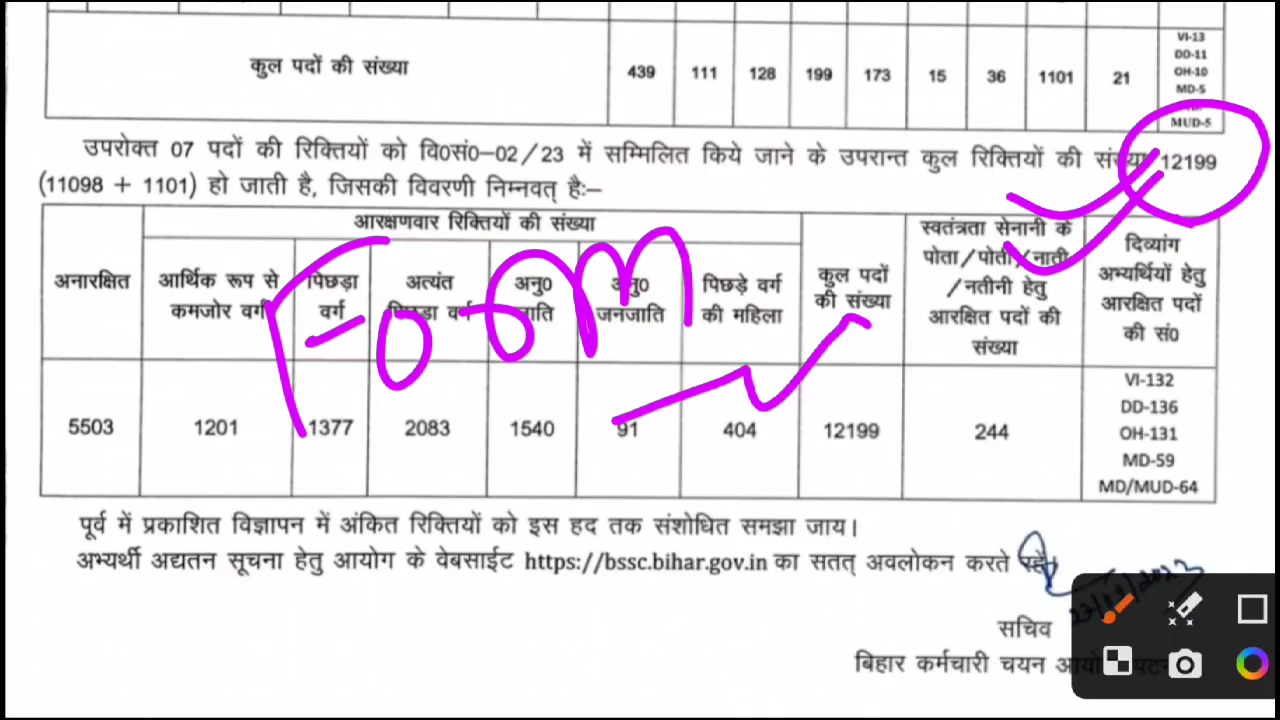 कुल पदों की संख्या 439 111 128 199 173 15 36 1101 21 VI-13
DD-11
OH-10
MD-5
MUD-5
उपरोक्त 07 पदों की रिक्तियों को वि0सं0-02/23 में सम्मिलित किये जाने के उपरान्त कुल रिक्तियों की संख्या 12199
(11098 + 1101) हो जाती है, जिसकी विवरणी निम्नवत् हैः–
आरक्षणवार रिक्तियों की संख्या
अनारक्षित
आर्थिक रूप से
कमजोर वर्ग
पिछड़ा
वर्ग
अत्यंत
पिछड़ा वर्ग
अनु0
जाति
अनु0
जनजाति
पिछड़े वर्ग
की महिला
कुल पदों
की संख्या
स्वतंत्रता सेनानी के
पोता/पोती/नाती
/नतीनी हेतु
आरक्षित पदों की
संख्या
दिव्यांग
अभ्यर्थियों हेतु
आरक्षित पदों
की सं0
5503 1201 1377 2083 1540 91 404 12199 244 VI-132
DD-136
OH-131
MD-59
MD/MUD-64
Form
पूर्व में प्रकाशित विज्ञापन में अंकित रिक्तियों को इस हद तक संशोधित समझा जाय।
अभ्यर्थी अद्यतन सूचना हेतु आयोग के वेबसाईट https://bssc.bihar.gov.in का सतत् अवलोकन करते रहें।
सचिव
बिहार कर्मचारी चयन